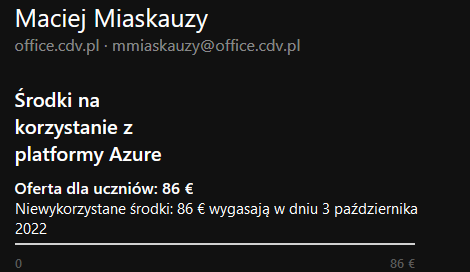 Maciej Miaskauzy
office.cdv.pl · mmiaskauzy@office.cdv.pl
Środki na
korzystanie z
platformy Azure
Oferta dla uczniów: 86 €
Niewykorzystane środki: 86 € wygasają w dniu 3 października
2022
0 86 €